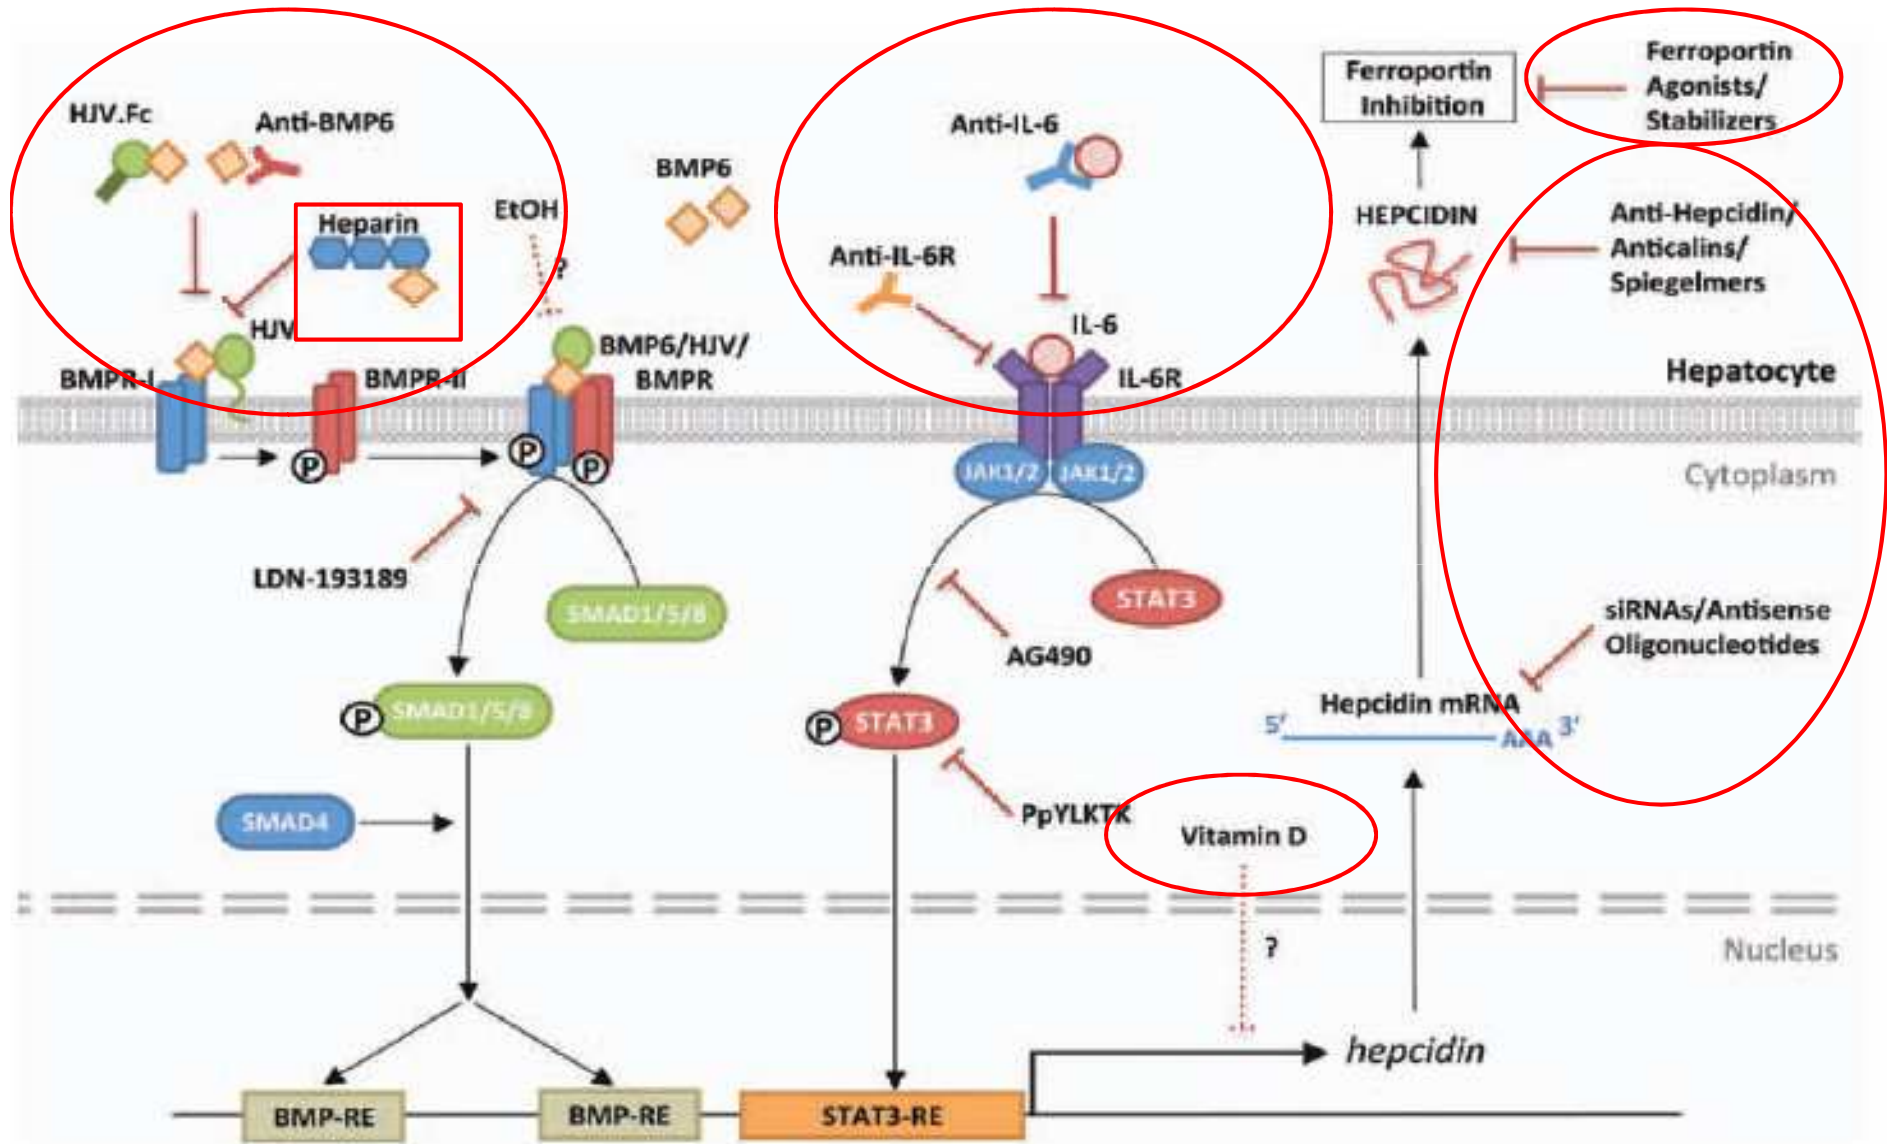 HJV.Fc
Anti-BMP6
Heparin
EtOH
?
BMP6
HJV
BMPR-I
BMPR-II
BMP6/HJV/
BMPR
P
P
P
LDN-193189
SMAD1/5/8
P
SMAD1/5/8
SMAD4
BMP-RE
BMP-RE
Anti-IL-6
Anti-IL-6R
IL-6
IL-6R
JAK1/2
JAK1/2
STAT3
AG490
P
STAT3
PpYLKTK
STAT3-RE
Vitamin D
?
hepcidin
Hepcidin mRNA
5'
AAA
3'
siRNAs/Antisense
Oligonucleotides
HEPCIDIN
Anti-Hepcidin/
Anticalins/
Spiegelmers
Ferroportin
Inhibition
Ferroportin
Agonists/
Stabilizers
Hepatocyte
Cytoplasm
Nucleus